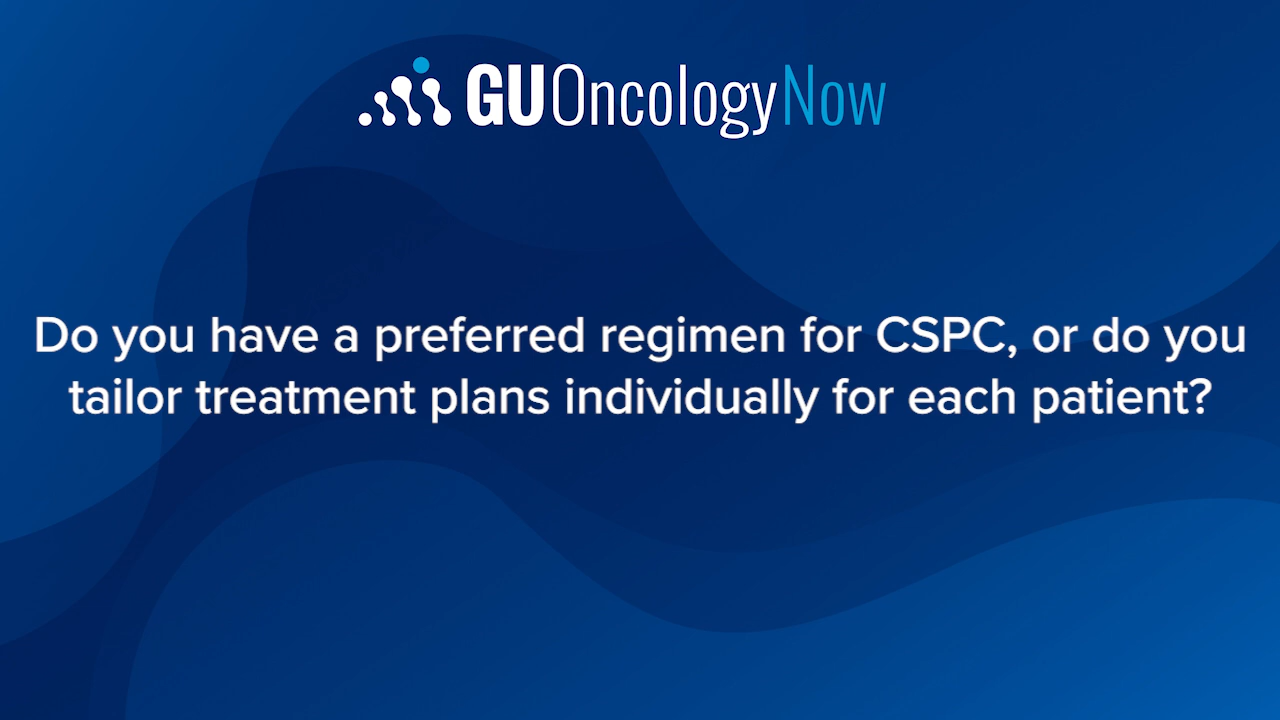 GUOncologyNow
Do you have a preferred regimen for CSPC, or do you
tailor treatment plans individually for each patient?